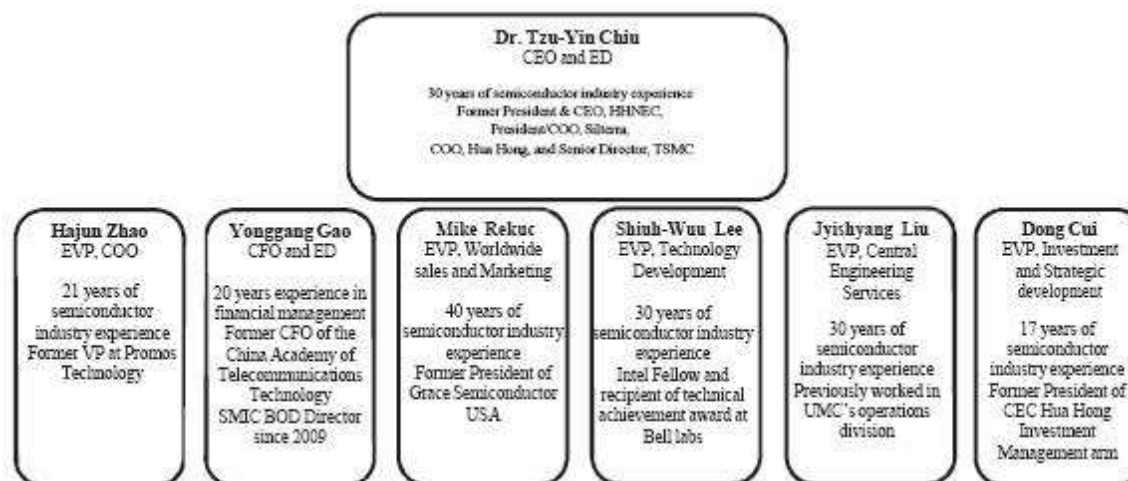 Dr. Tzu-Yin Chiu
CEO and ED
30 years of semiconductor industry experience
Former President & CEO, HHNEC,
President/COO, Silterra,
COO, Hua Hong, and Senior Director, TSMC
Hajun Zhao
EVP, COO
21 years of
semiconductor
industry experience
Former VP at Promos
Technology
Yonggang Gao
CFO and ED
20 years experience in
financial management
Former CFO of the
China Academy of
Telecommunications
Technology
SMIC BOD Director
since 2009
Mike Rekuc
EVP, Worldwide
sales and Marketing
40 years of
semiconductor industry
experience
Former President of
Grace Semiconductor
USA
Shiuh-Wuu Lee
EVP, Technology
Development
30 years of
semiconductor industry
experience
Intel Fellow and
recipient of technical
achievement award at
Bell labs
Jyishyang Liu
EVP, Central
Engineering
Services
30 years of
semiconductor
industry experience
Previously worked in
UMC's operations
division
Dong Cui
EVP, Investment
and Strategic
development
17 years of
semiconductor
industry experience
Former President of
CEC Hua Hong
Investment
Management arm